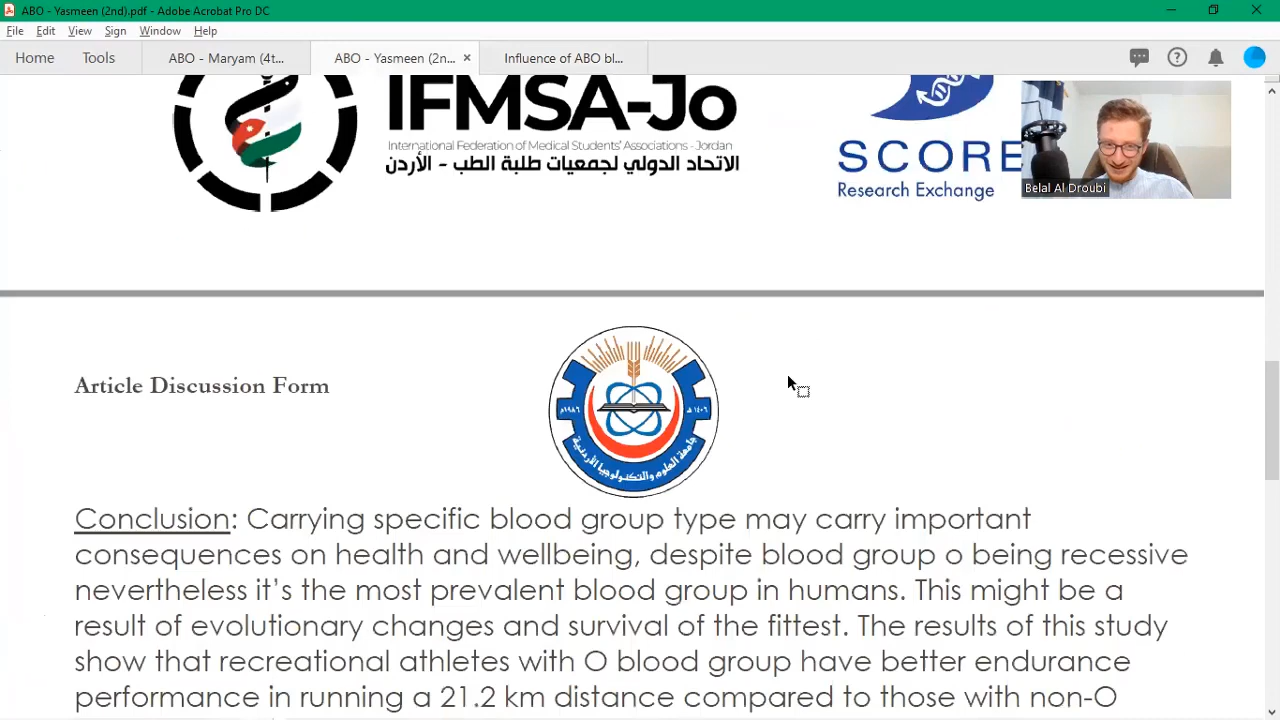 ABO - Yasmeen (2nd).pdf - Adobe Acrobat Pro DC
File Edit View Sign Window Help
Home Tools ABO - Maryam (4t... ABO - Yasmeen (2n... × Influence of ABO bl...
IFMSA-Jo
International Federation of Medical Students' Associations - Jordan
الاتحاد الدولي لجمعيات طلبة الطب - الأردن
SCORE
Research Exchange
Belal Al Droubi
Article Discussion Form
١٩٨٦م ١٤٠٦هـ
جامعة العلوم والتكنولوجيا الأردنية
Conclusion: Carrying specific blood group type may carry important
consequences on health and wellbeing, despite blood group o being recessive
nevertheless it's the most prevalent blood group in humans. This might be a
result of evolutionary changes and survival of the fittest. The results of this study
show that recreational athletes with O blood group have better endurance
performance in running a 21.2 km distance compared to those with non-O